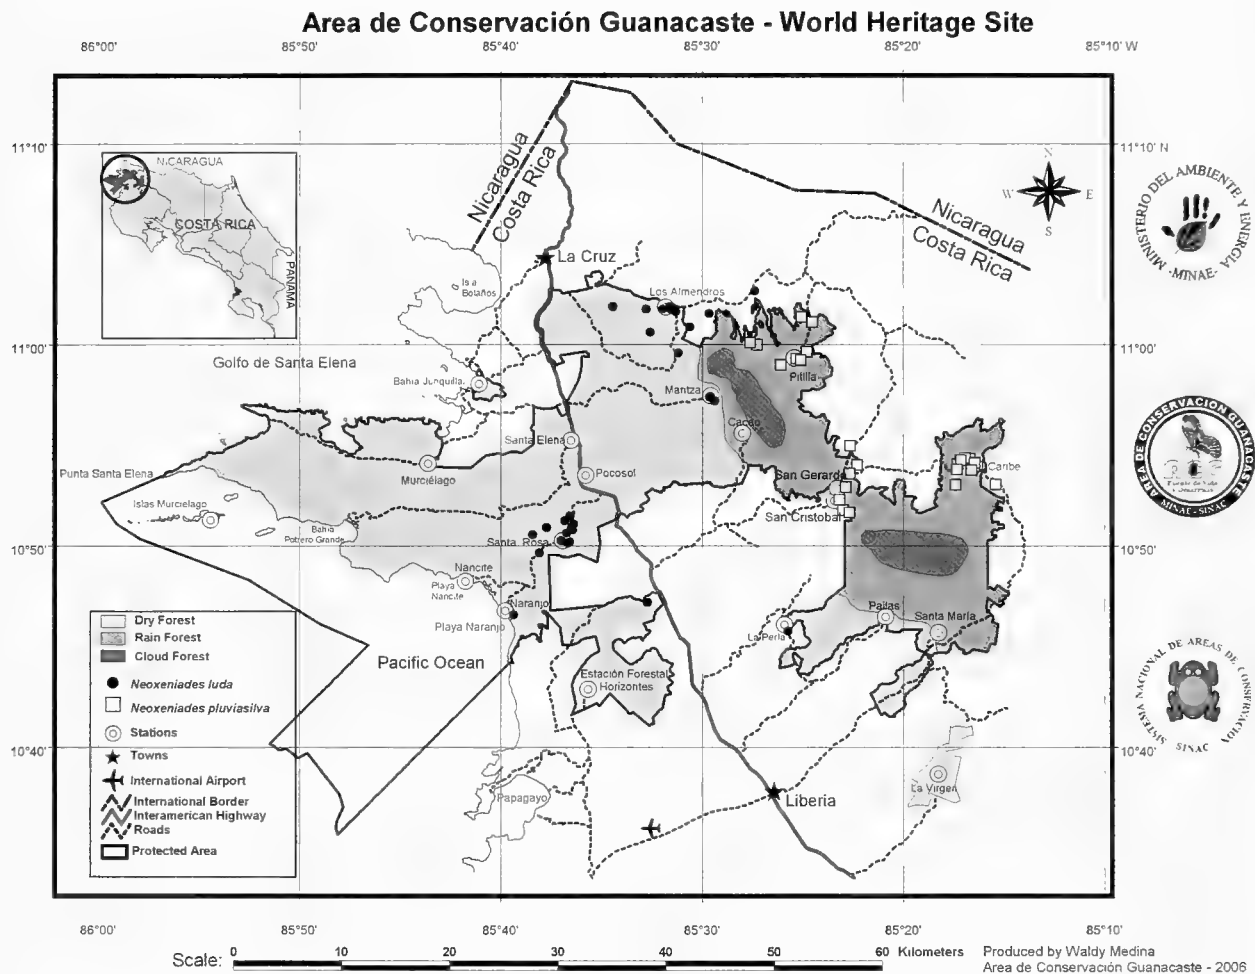 Area de Conservación Guanacaste - World Heritage Site
86°00'
85°50'
85°40'
85°30'
85°20'
85°10' W
11°10'
11°10' N
NICARAGUA
COSTA RICA
PANAMA
Nicaragua
Costa Rica
Nicaragua
Costa Rica
N
W
E
S
MINISTERIO DEL AMBIENTE Y ENERGIA
-MINAE-
La Cruz
Isla
Bolaños
Los Almendros
11°00'
11°00'
Golfo de Santa Elena
Bahia Junquilla
Pitilla
Mantza
Cacao
Santa Elena
Punta Santa Elena
Murciélago
Pocosol
San Gerardo
Caribe
AREA DE CONSERVACION GUANACASTE
MINAE - SINAC
Islas Murcielago
San Cristobal
Bahia
Potrero Grande
Santa Rosa
10°50'
10°50'
Nancite
Playa
Nancite
Naranjo
Playa Naranjo
Pailas
Santa María
La Perla
Pacific Ocean
Estación Forestal
Horizontes
SISTEMA NACIONAL DE AREAS DE CONSERVACION
SINAC
10°40'
10°40'
La Virgen
Papagayo
Liberia
Dry Forest
Rain Forest
Cloud Forest
Neoxeniades luda
Neoxeniades pluviasilva
Stations
Towns
International Airport
International Border
Interamerican Highway
Roads
Protected Area
86°00'
85°50'
85°40'
85°30'
85°20'
85°10'
Scale:
0
10
20
30
40
50
60
Kilometers
Produced by Waldy Medina
Area de Conservación Guanacaste - 2006